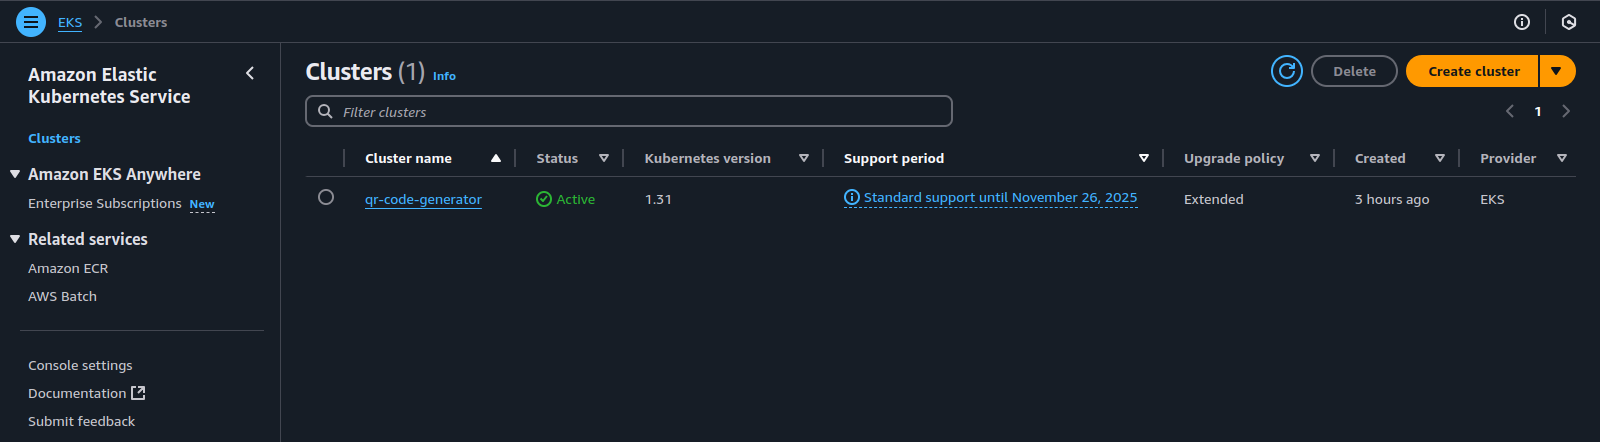 EKS > Clusters
Amazon Elastic
Kubernetes Service
Clusters
Amazon EKS Anywhere
Enterprise Subscriptions New
Related services
Amazon ECR
AWS Batch
Console settings
Documentation
Submit feedback
Clusters (1) Info
Delete
Create cluster
Filter clusters
1
Cluster name Status Kubernetes version Support period Upgrade policy Created Provider
qr-code-generator Active 1.31 Standard support until November 26, 2025 Extended 3 hours ago EKS